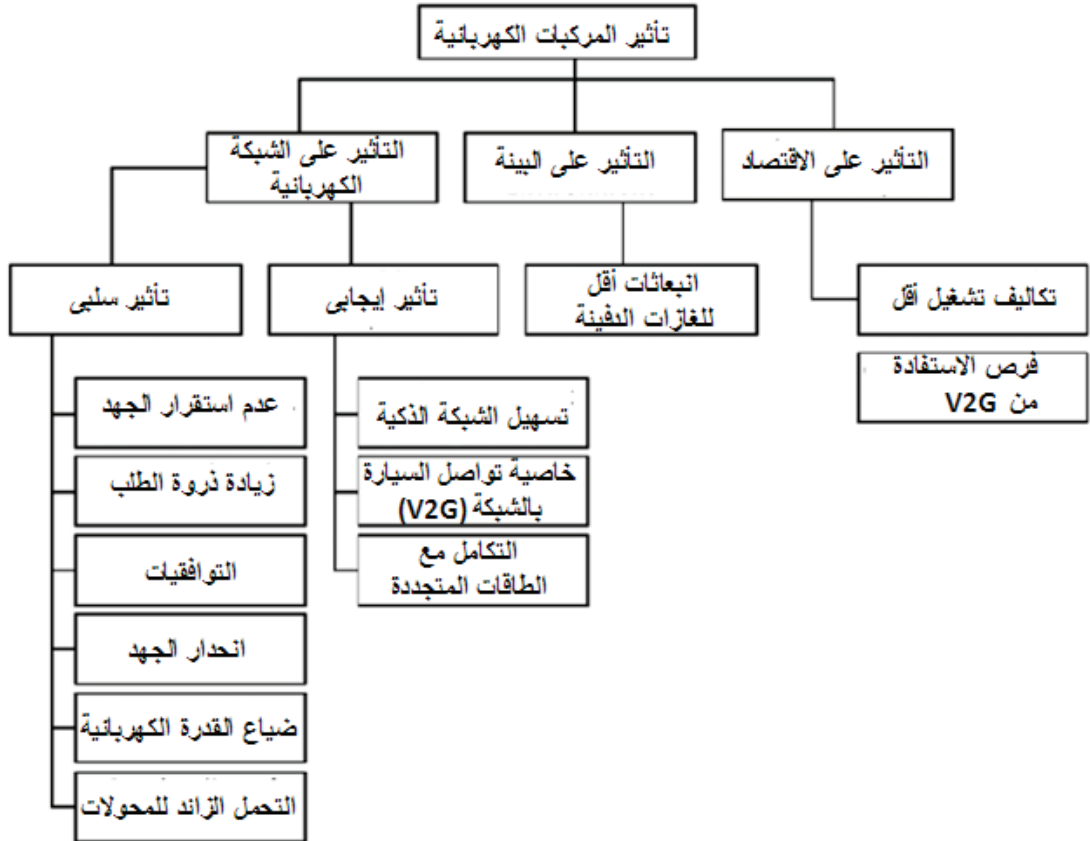 تأثير المركبات الكهربائية
التأثير على الشبكة
الكهربائية
التأثير على البيئة
التأثير على الاقتصاد
تأثير سلبى
تأثير إيجابى
انبعاثات أقل
للغازات الدفينة
تكاليف تشغيل أقل
فرص الاستفادة
من V2G
عدم استقرار الجهد
زيادة ذروة الطلب
التوافقيات
انحدار الجهد
ضياع القدرة الكهربائية
التحمل الزائد للمحولات
تسهيل الشبكة الذكية
خاصية تواصل السيارة
بالشبكة (V2G)
التكامل مع
الطاقات المتجددة